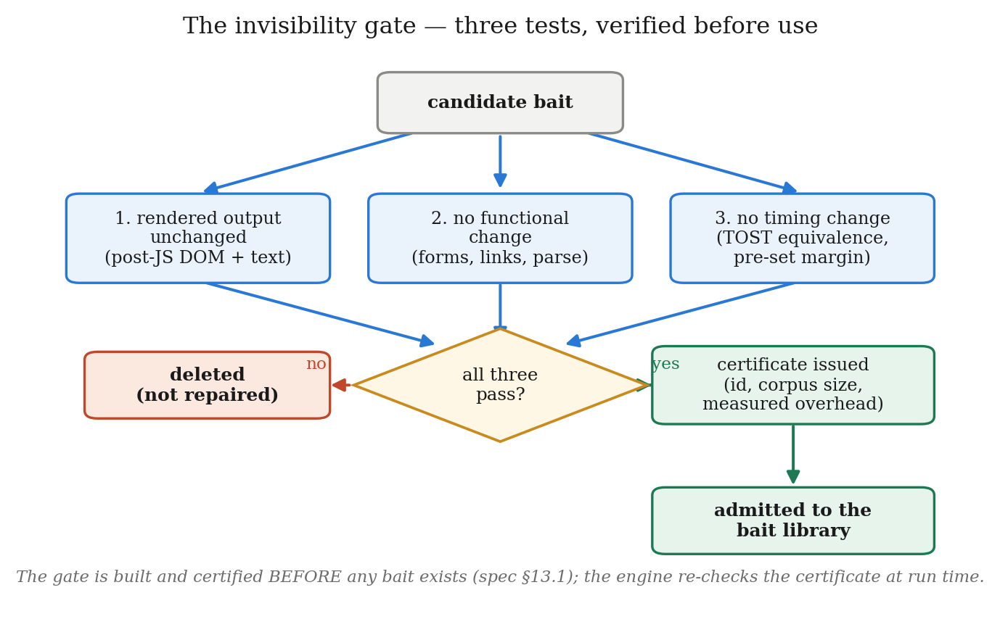 The invisibility gate — three tests, verified before use
candidate bait
1. rendered output
unchanged
(post-JS DOM + text)
2. no functional
change
(forms, links, parse)
3. no timing change
(TOST equivalence,
pre-set margin)
deleted
(not repaired)
no
all three
pass?
yes
certificate issued
(id, corpus size,
measured overhead)
admitted to the
bait library
The gate is built and certified BEFORE any bait exists (spec §13.1); the engine re-checks the certificate at run time.